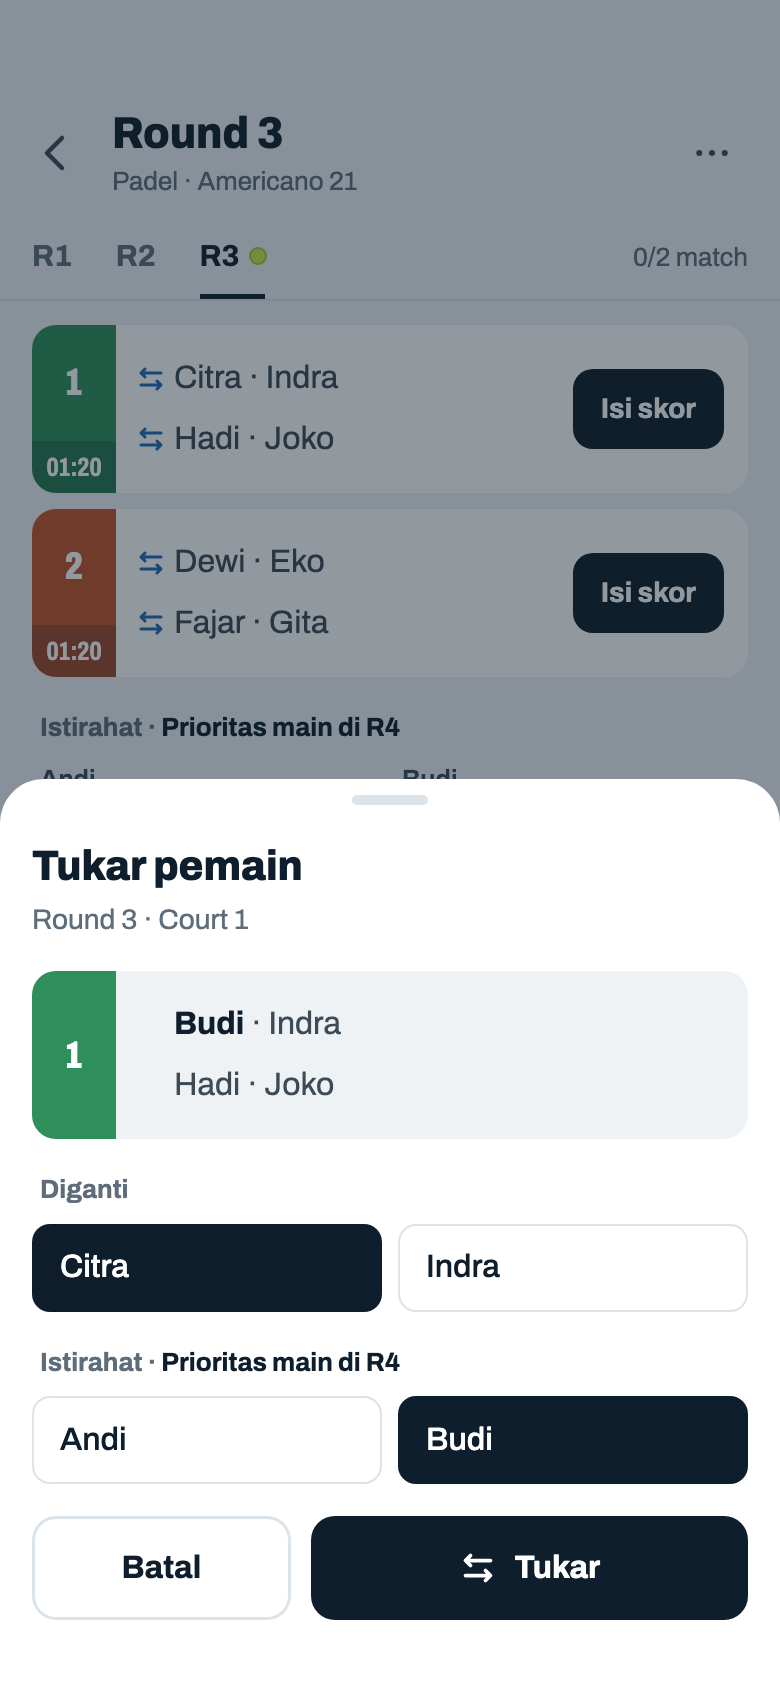 Round 3
Padel · Americano 21
R1 R2 R3 0/2 match
1 Citra · Indra
Hadi · Joko
01:20
Isi skor
2 Dewi · Eko
Fajar · Gita
01:20
Isi skor
Istirahat · Prioritas main di R4
Andi Budi
Tukar pemain
Round 3 · Court 1
1
Budi · Indra
Hadi · Joko
Diganti
Citra Indra
Istirahat · Prioritas main di R4
Andi Budi
Batal Tukar